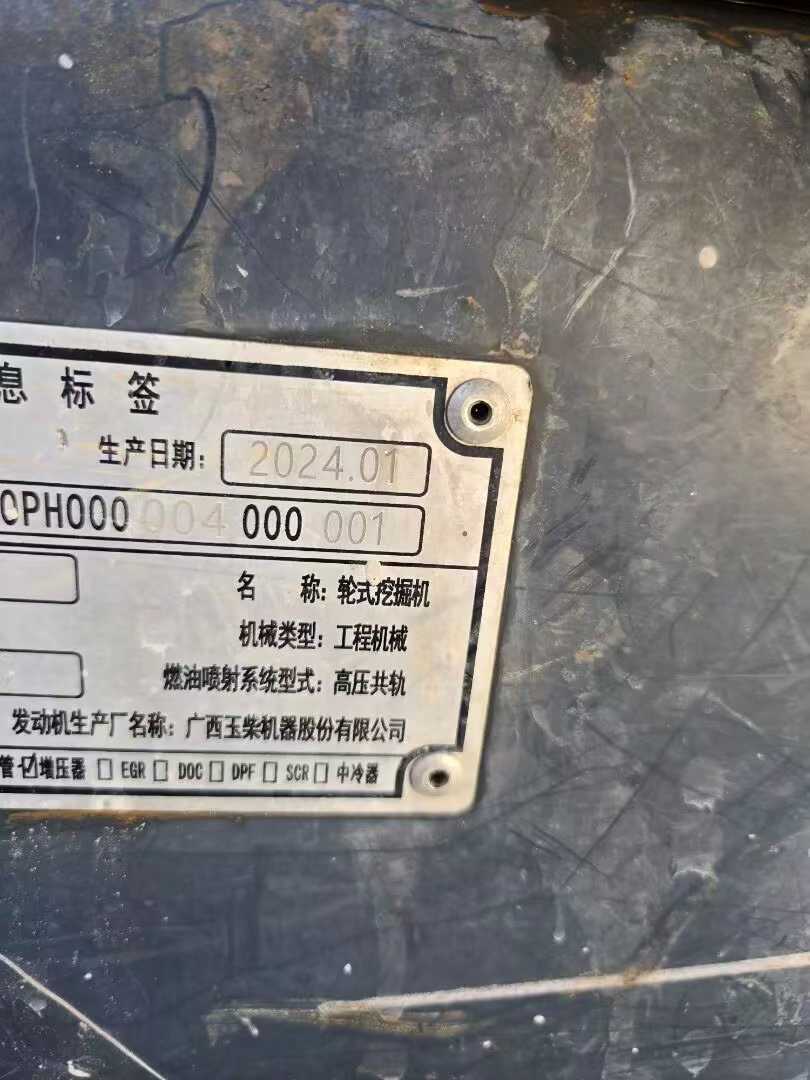 息标签
生产日期：2024.01
CPH000 004 000 001
名 称：轮式挖掘机
机械类型：工程机械
燃油喷射系统型式：高压共轨
发动机生产厂名称：广西玉柴机器股份有限公司
管 ☑增压器 □ EGR □ DOC □ DPF □ SCR □ 中冷器